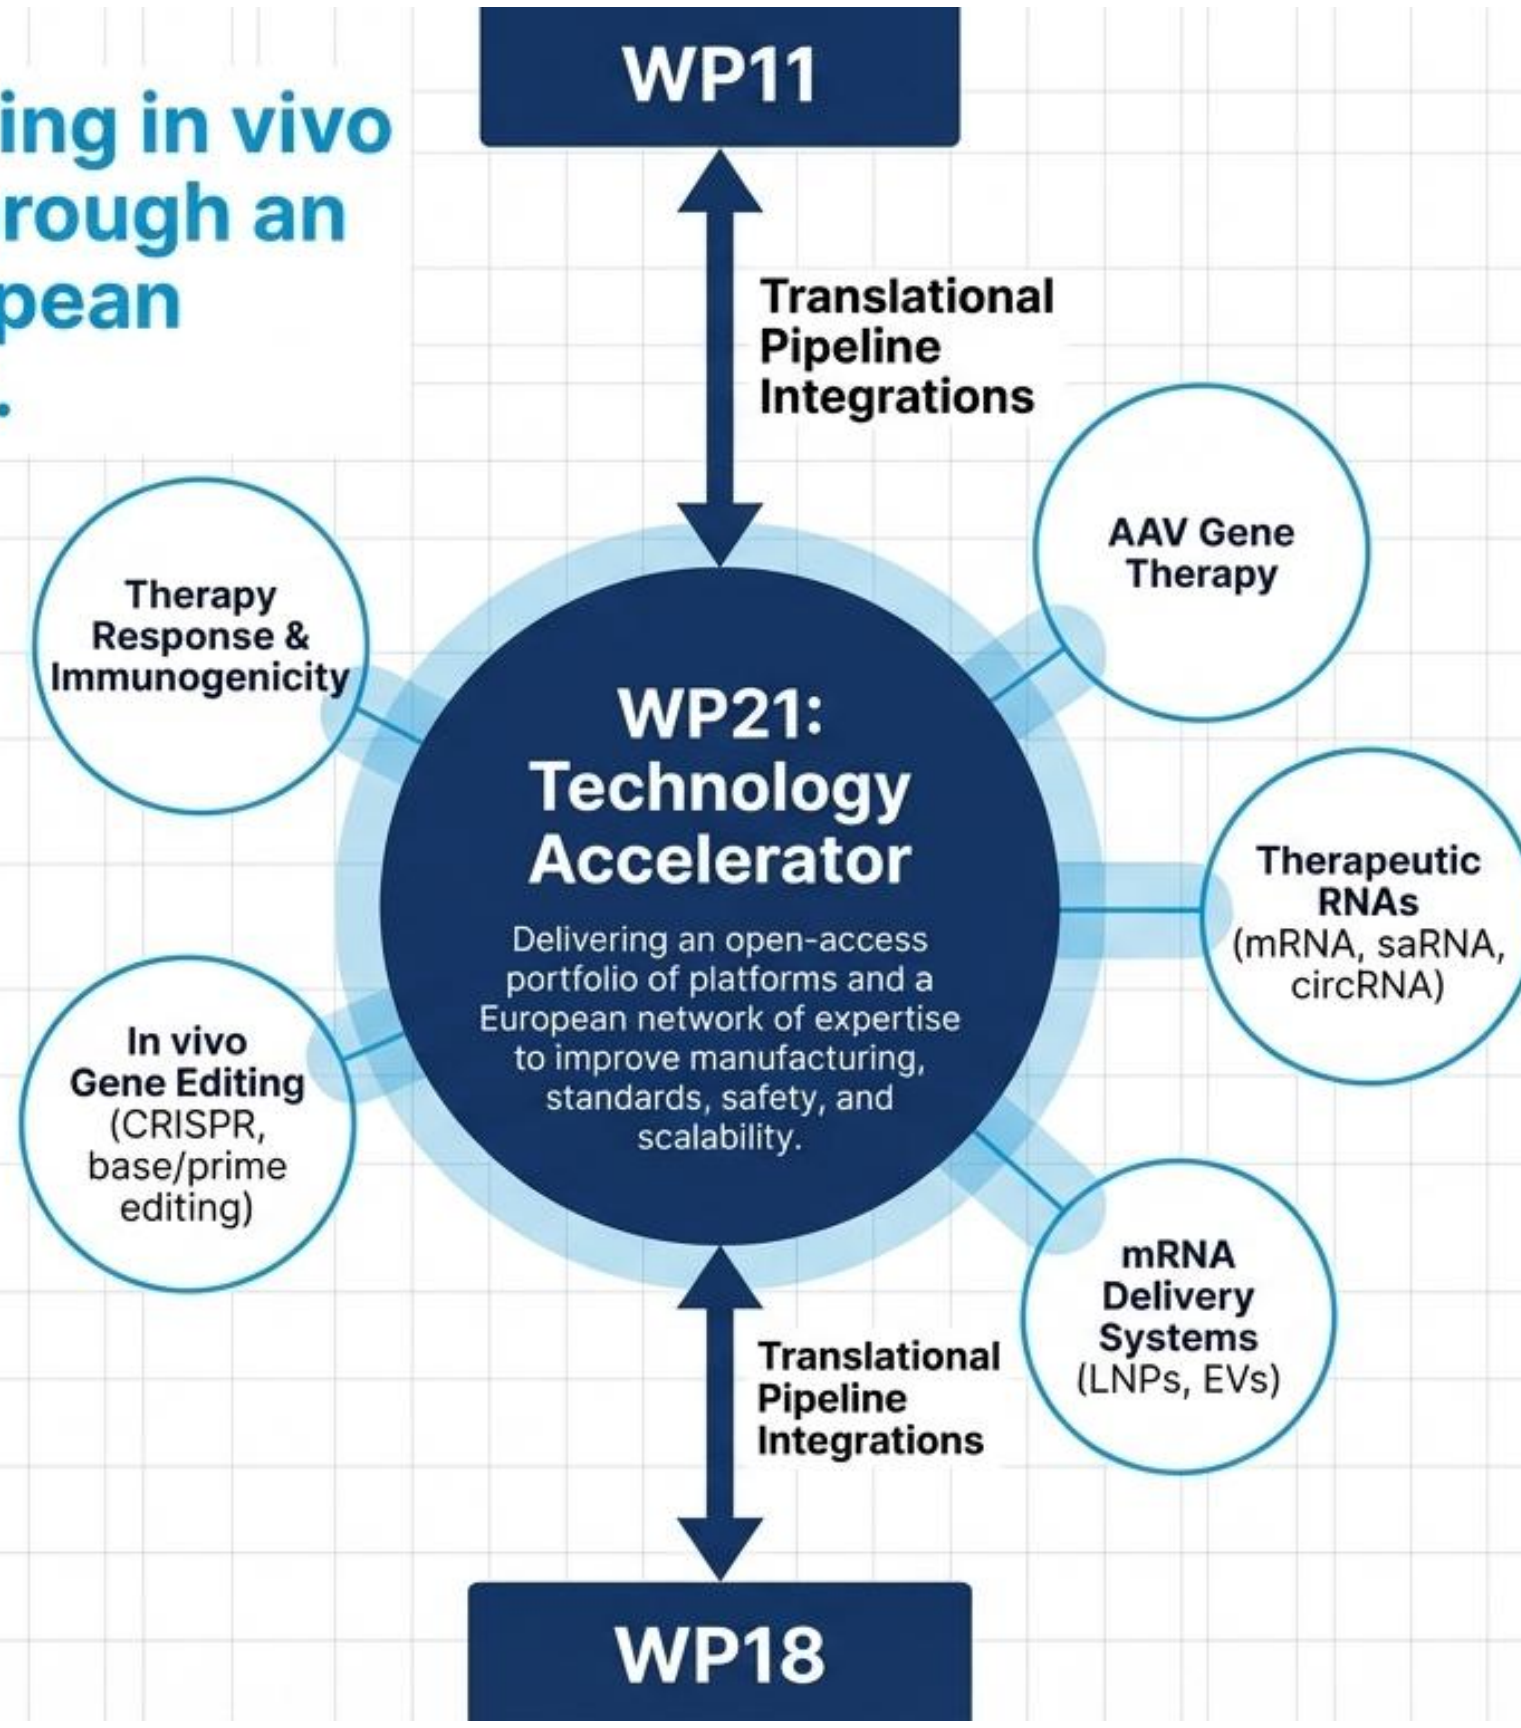 WP11
ing in vivo
rough an
pean
.
Translational
Pipeline
Integrations
AAV Gene
Therapy
Therapy
Response &
Immunogenicity
WP21:
Technology
Accelerator
Delivering an open-access
portfolio of platforms and a
European network of expertise
to improve manufacturing,
standards, safety, and
scalability.
Therapeutic
RNAs
(mRNA, saRNA,
circRNA)
In vivo
Gene Editing
(CRISPR,
base/prime
editing)
mRNA
Delivery
Systems
(LNPs, EVs)
Translational
Pipeline
Integrations
WP18